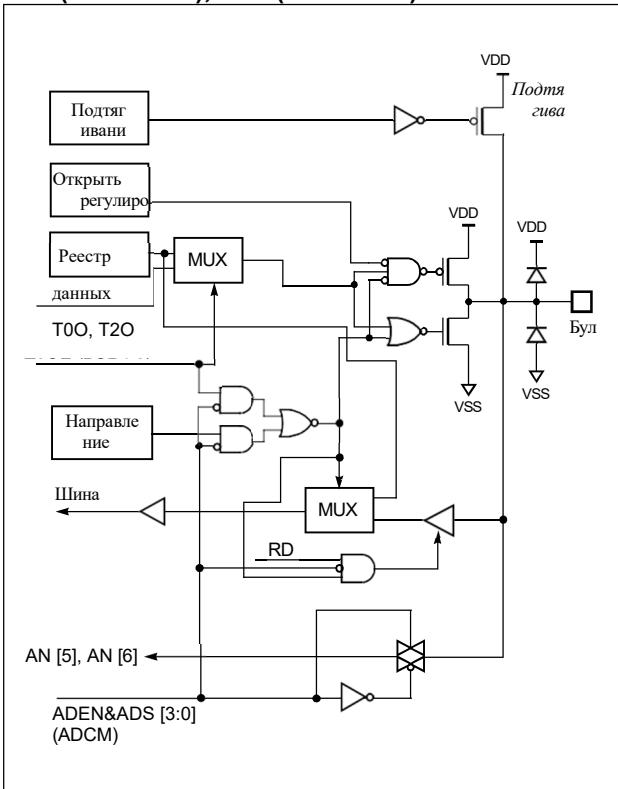 VDD
Подтяг
ивани
Подтя
гива
Открыть
регулиро
VDD
VDD
Реестр
MUX
данных
T0O, T2O
Бул
VSS
VSS
Направле
ние
Шина
MUX
RD
AN [5], AN [6]
ADEN&ADS [3:0]
(ADCM)